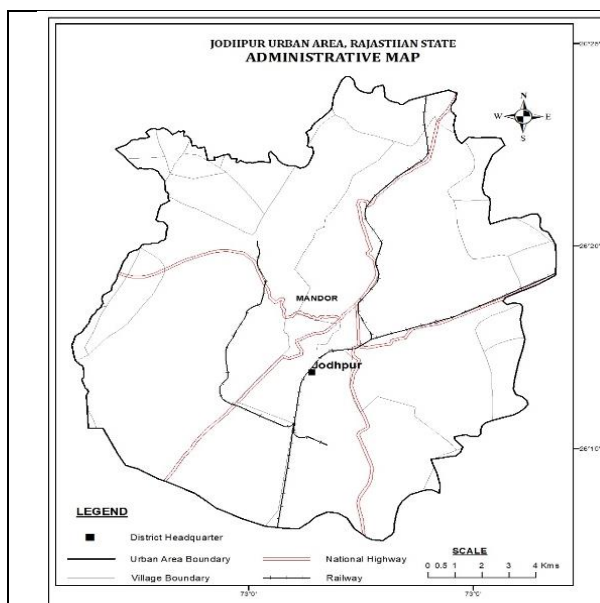 JODHPUR URBAN AREA, RAJASTHAN STATE
ADMINISTRATIVE MAP
N
W E
S
MANDOR
Jodhpur
26°20'
26°10'
LEGEND
District Headquarter
Urban Area Boundary
National Highway
Village Boundary
Railway
SCALE
0 0.5 1 2 3 4 Kms
73°0'